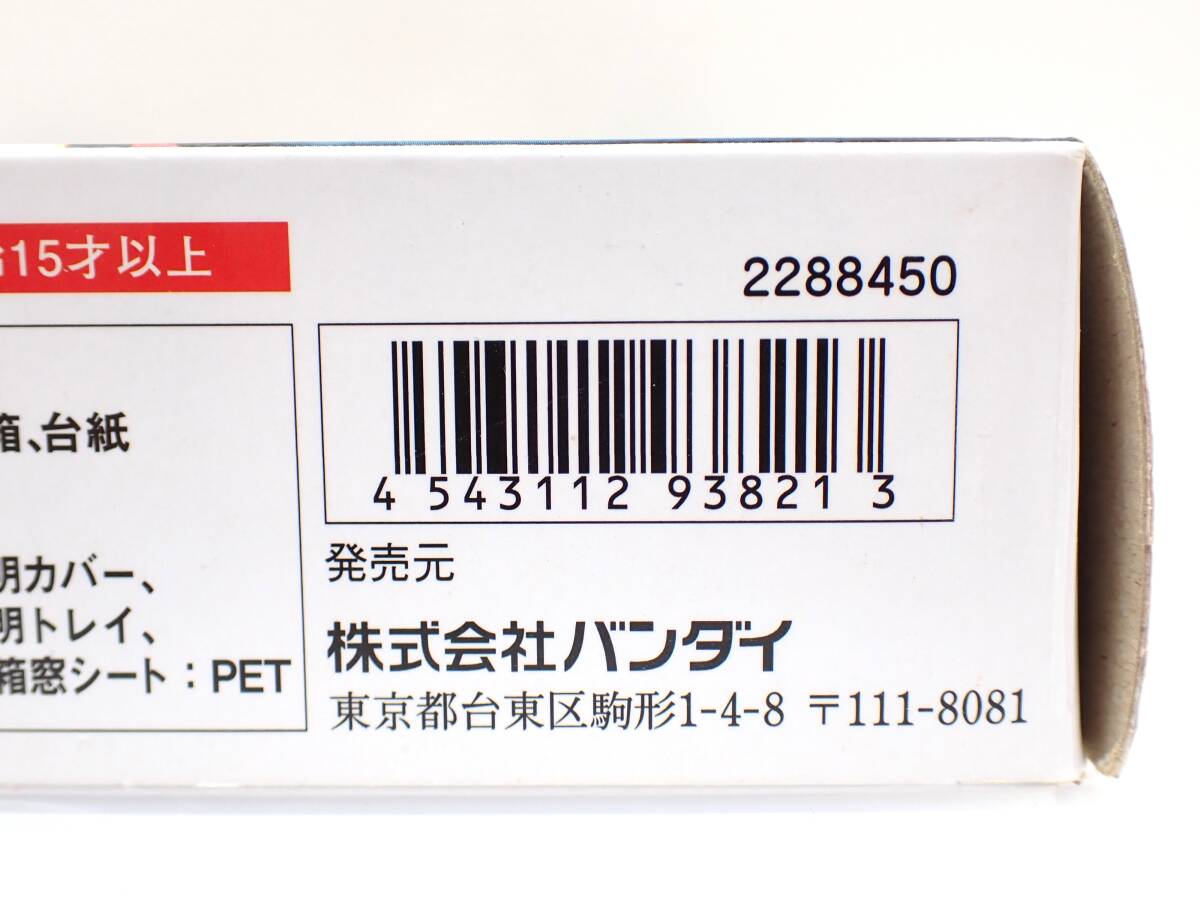 齢15才以上
2288450
箱、台紙
4 543112 938213
明カバー、
明トレイ、
箱窓シート：PET
発売元
株式会社バンダイ
東京都台東区駒形1-4-8 〒111-8081